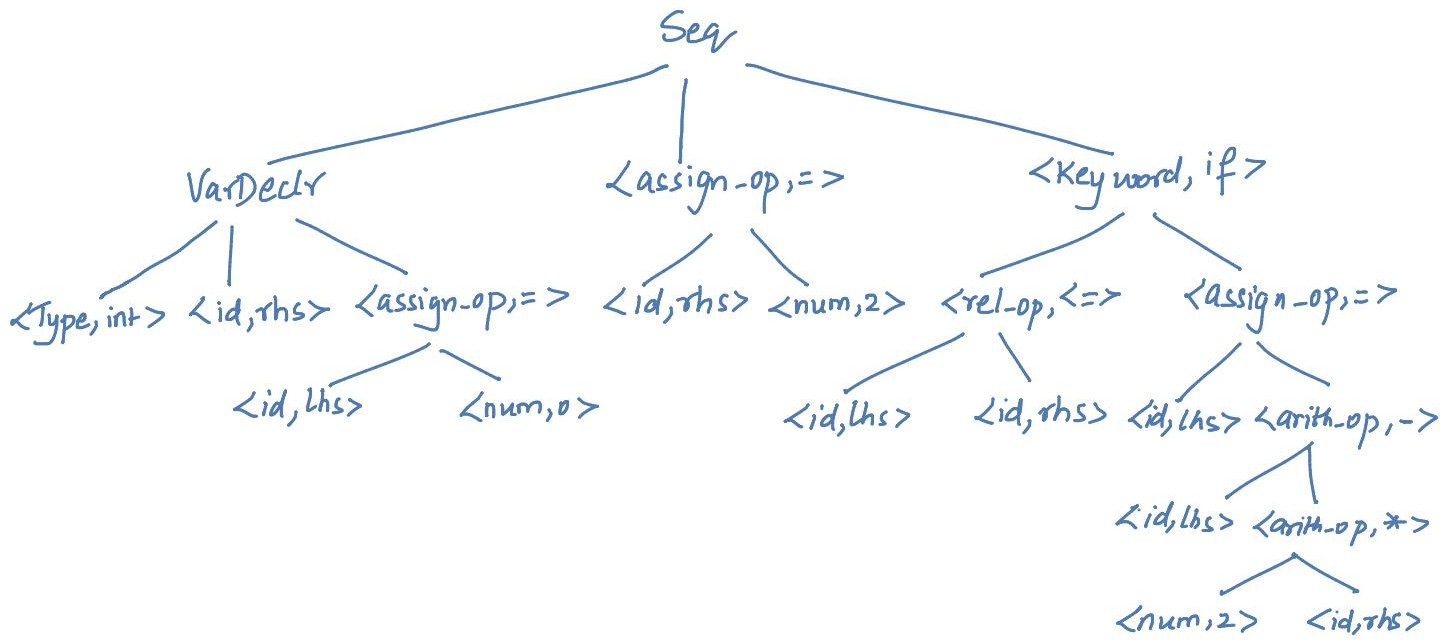 Seq
VarDeclr <assign_op,=> <Keyword, if>
<Type, int> <id,rhs> <assign_op,=> <id,rhs> <num,2> <rel_op,<=> <assign_op,=>
<id,lhs> <num,0> <id,lhs> <id,rhs> <id,lhs> <arith_op,->
<id,lhs> <arith_op,*>
<num,2> <id,rhs>